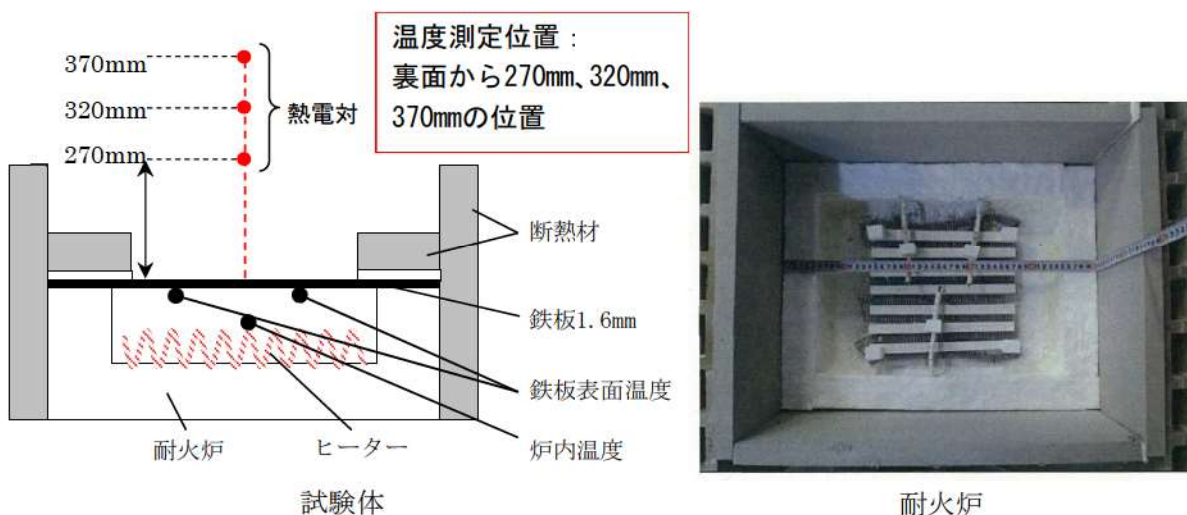 370mm
320mm
270mm
熱電対
温度測定位置：
裏面から270mm、320mm、
370mmの位置
断熱材
鉄板1.6mm
鉄板表面温度
耐火炉
ヒーター
炉内温度
試験体
耐火炉